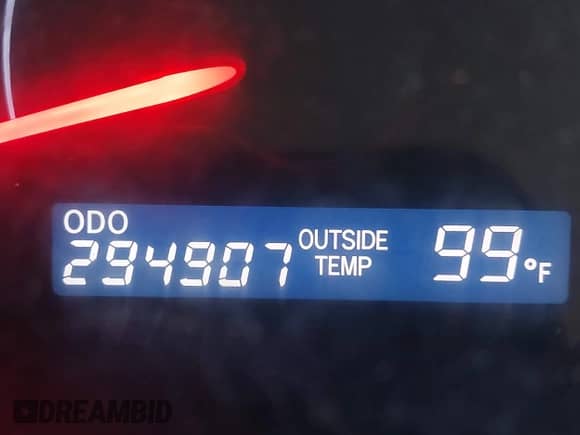 ODO
294907
OUTSIDE
TEMP
99°F
DREAMBID